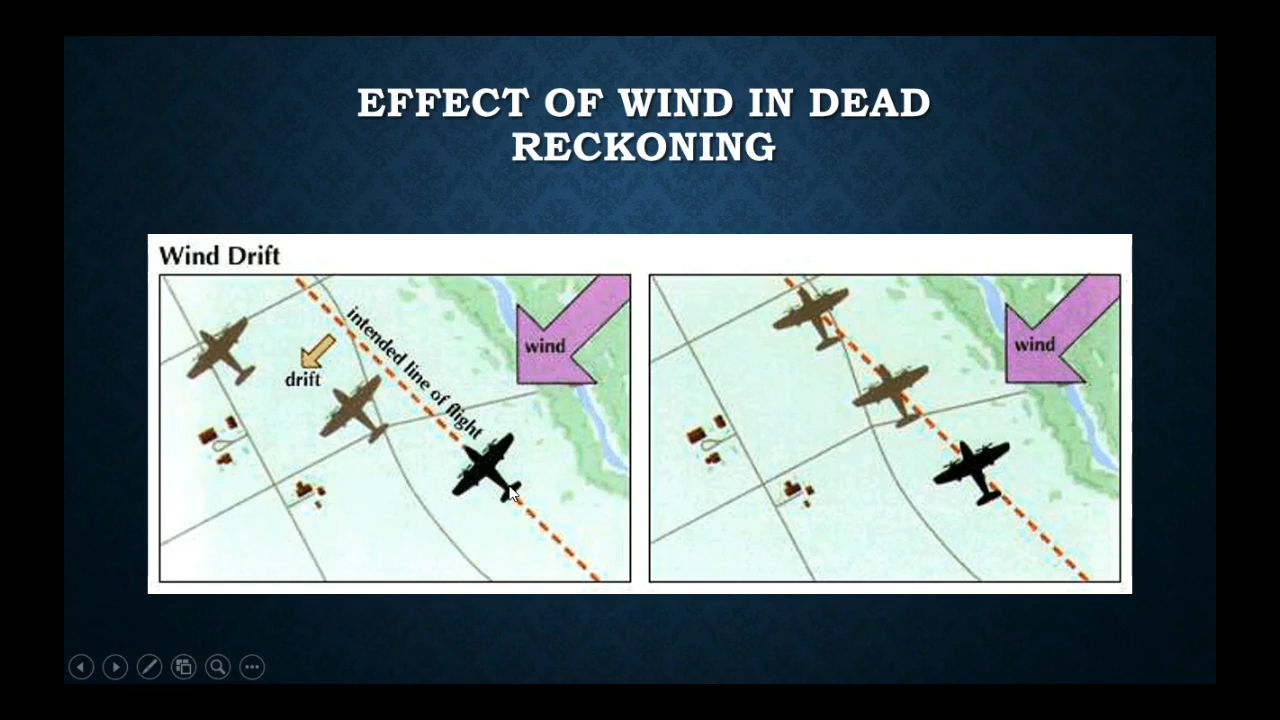 EFFECT OF WIND IN DEAD
RECKONING
Wind Drift
intended line of flight
wind
drift
wind